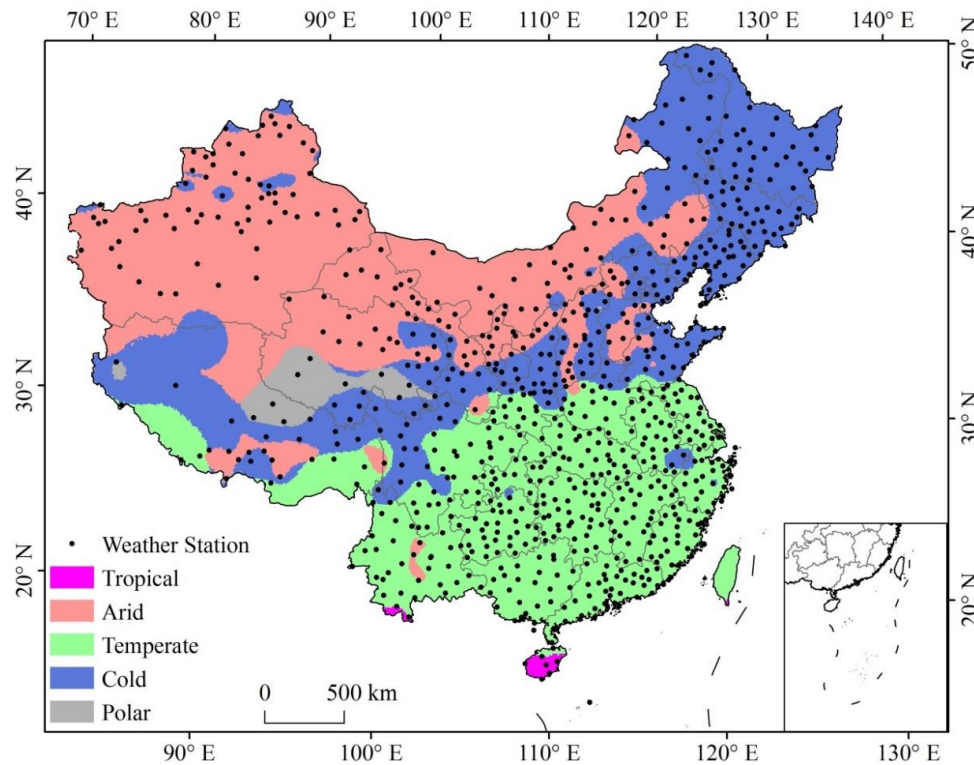 70° E 80° E 90° E 100° E 110° E 120° E 130° E 140° E
50° N
40° N
40° N
30° N
30° N
20° N
20° N
Weather Station
Tropical
Arid
Temperate
Cold
Polar
0 500 km
90° E 100° E 110° E 120° E 130° E